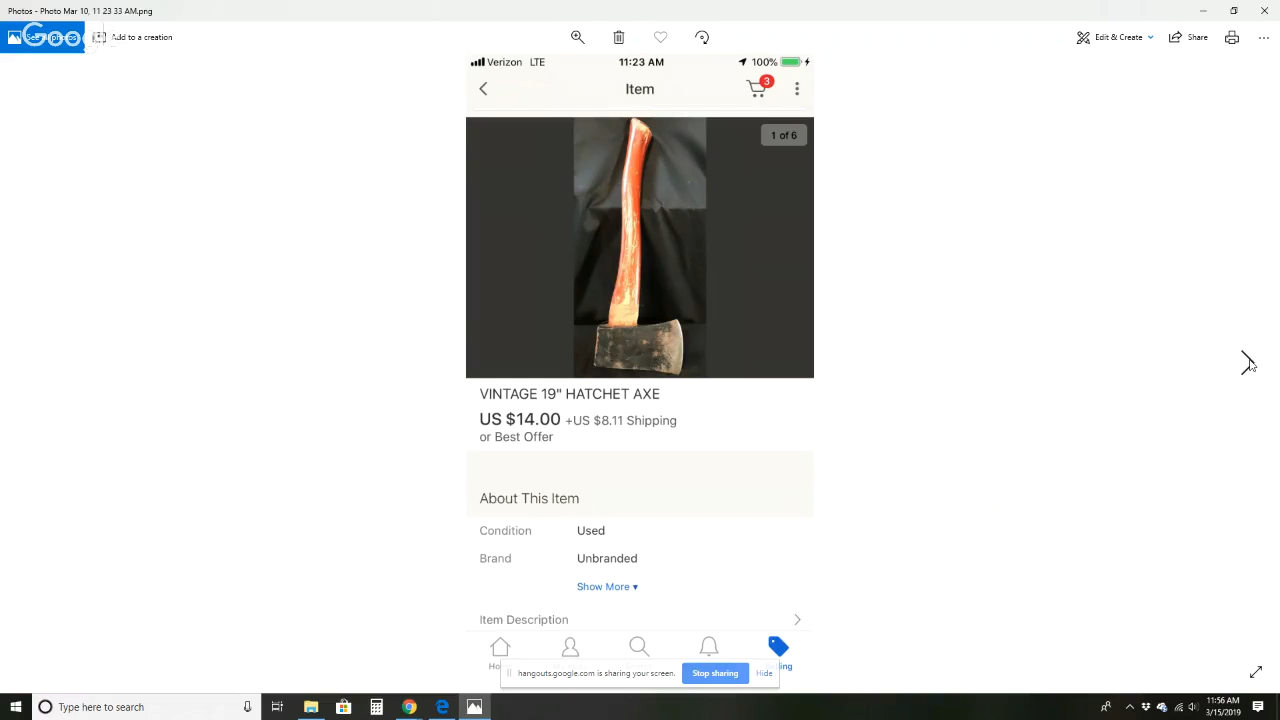 Photos - Photo Mar 10, 11 23 33 AM.png
Google
Add to a creation
Edit & Create
Share
Verizon LTE
11:23 AM
100%
Item
3
1 of 6
VINTAGE 19" HATCHET AXE
US $14.00 +US $8.11 Shipping
or Best Offer
About This Item
Condition Used
Brand Unbranded
Show More ▾
Item Description
hangouts.google.com is sharing your screen.
Stop sharing
Hide
Type here to search
11:56 AM
3/15/2019